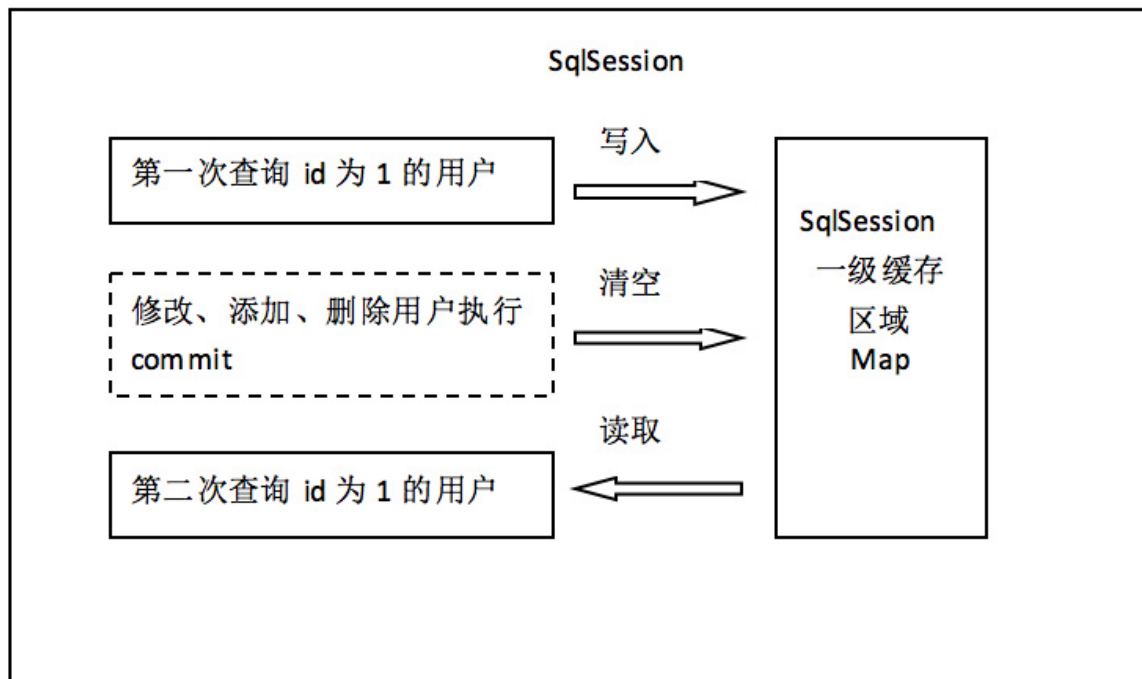 SqlSession
第一次查询 id 为 1 的用户
写入
修改、添加、删除用户执行
commit
清空
第二次查询 id 为 1 的用户
读取
SqlSession
一级缓存
区域
Map